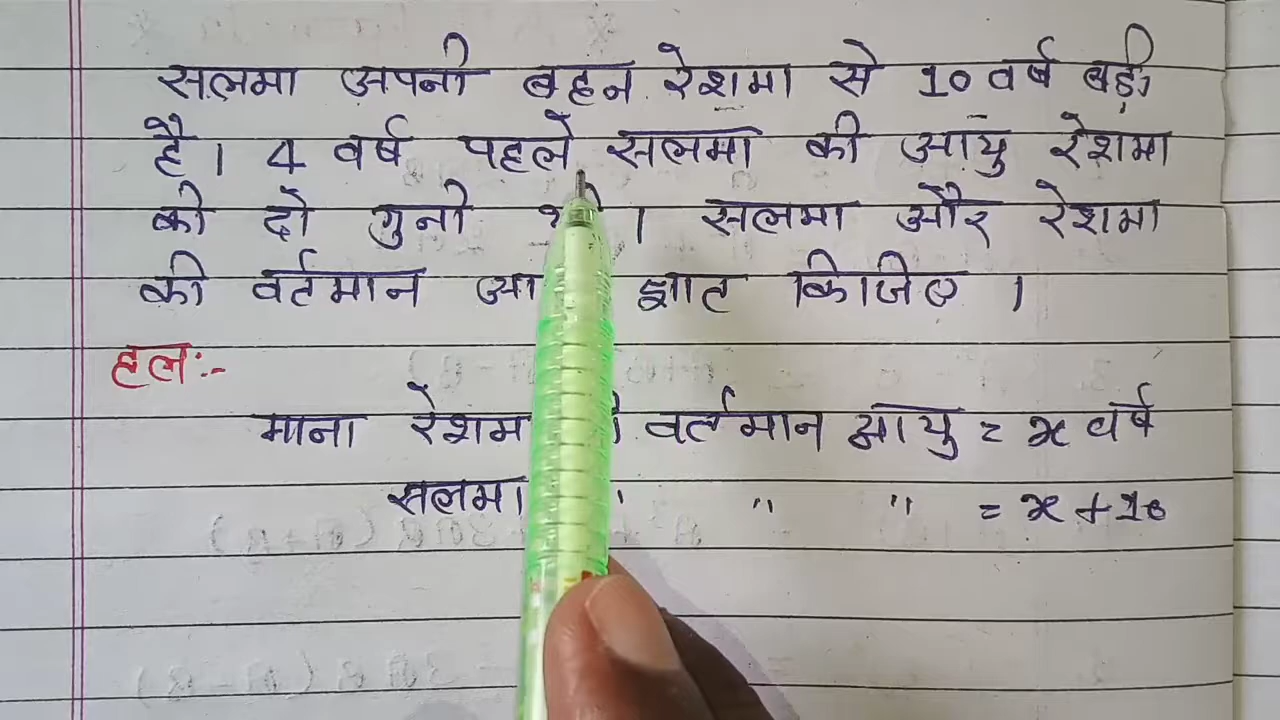 सलमा अपनी बहन रेशमा से 10 वर्ष बड़ी
है। 4 वर्ष पहले सलमा की आयु रेशमा
की दो गुनी थी। सलमा और रेशमा
की वर्तमान ज्ञात किजिए ।
हल:-
माना वर्तमान आयु = x वर्ष
सलमा " " " = x + 10